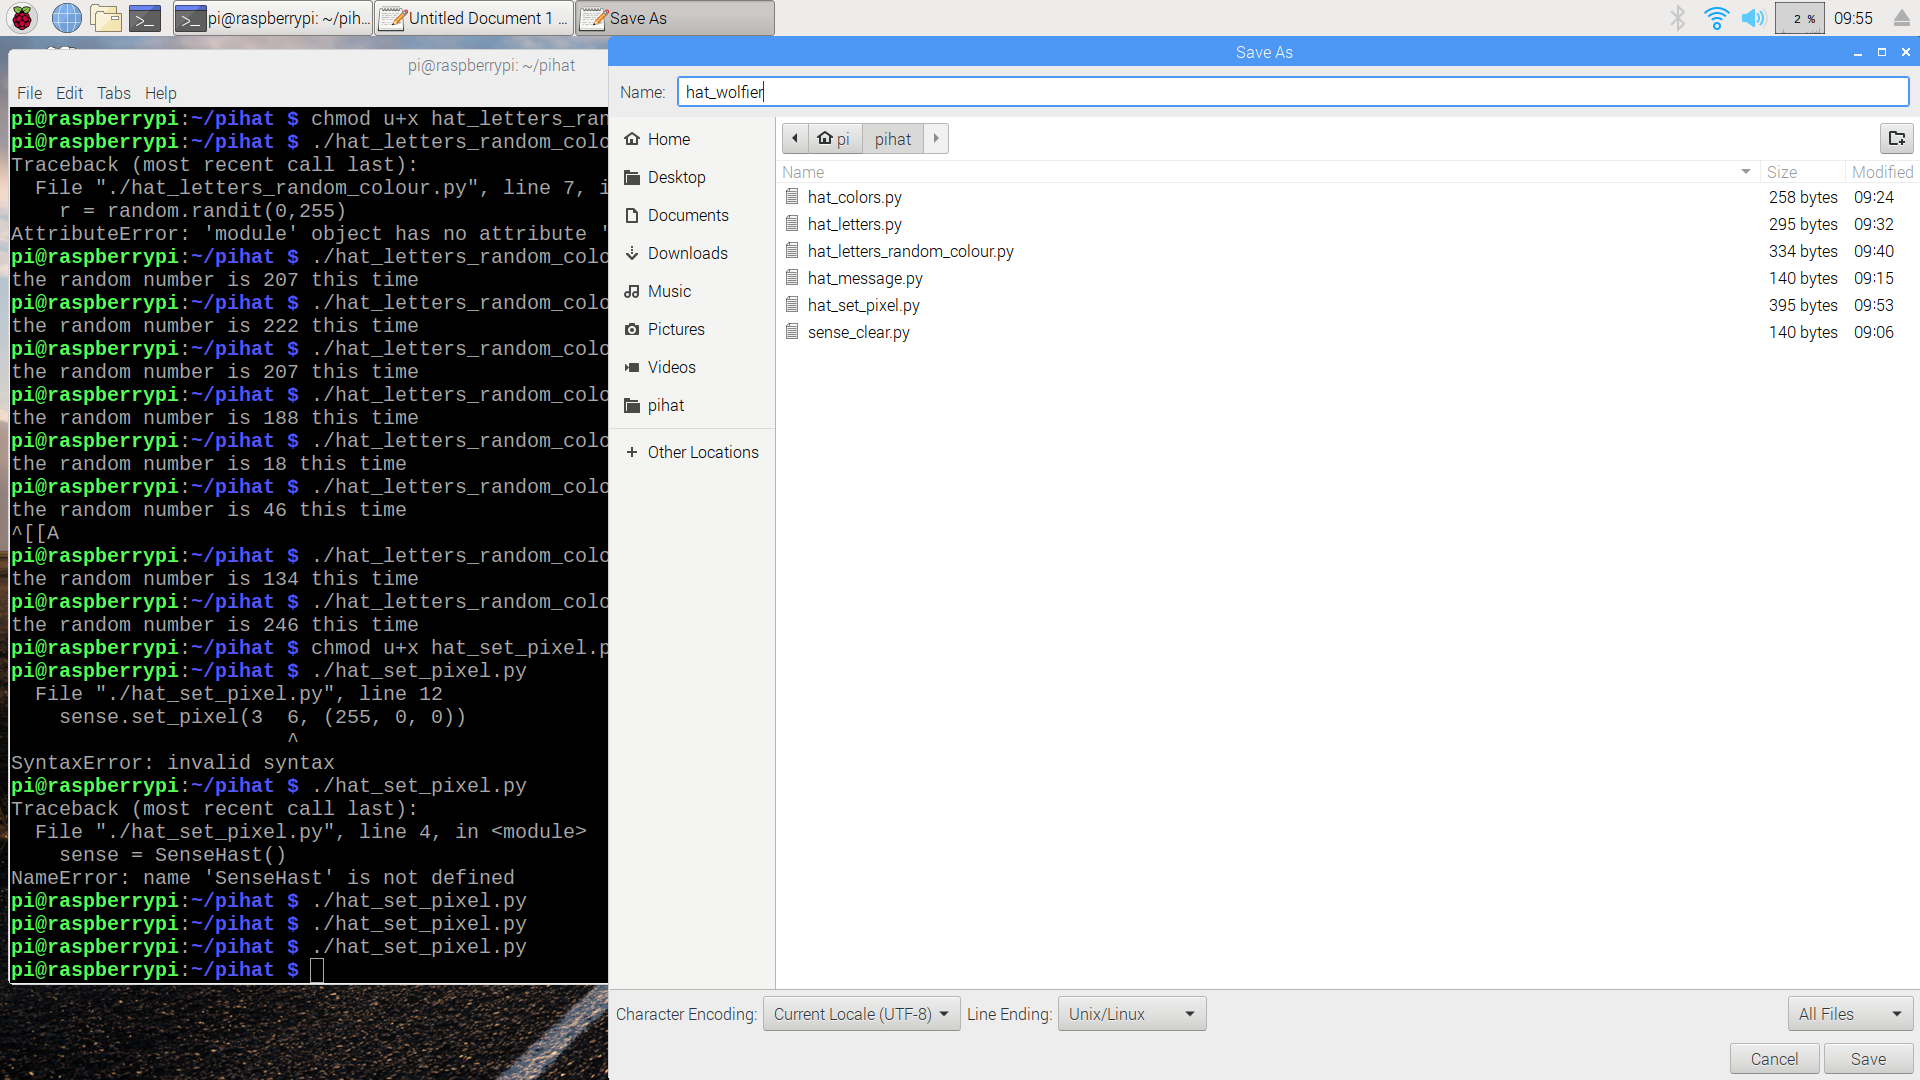 pi@raspberrypi: ~/pih...
Untitled Document 1 ...
Save As
2 %
09:55
pi@raspberrypi: ~/pihat
File Edit Tabs Help
pi@raspberrypi:~/pihat $ chmod u+x hat_letters_ran
pi@raspberrypi:~/pihat $ ./hat_letters_random_colo
Traceback (most recent call last):
  File "./hat_letters_random_colour.py", line 7, i
    r = random.randit(0,255)
AttributeError: 'module' object has no attribute '
pi@raspberrypi:~/pihat $ ./hat_letters_random_colo
the random number is 207 this time
pi@raspberrypi:~/pihat $ ./hat_letters_random_colo
the random number is 222 this time
pi@raspberrypi:~/pihat $ ./hat_letters_random_colo
the random number is 207 this time
pi@raspberrypi:~/pihat $ ./hat_letters_random_colo
the random number is 188 this time
pi@raspberrypi:~/pihat $ ./hat_letters_random_colo
the random number is 18 this time
pi@raspberrypi:~/pihat $ ./hat_letters_random_colo
the random number is 46 this time
^[[A
pi@raspberrypi:~/pihat $ ./hat_letters_random_colo
the random number is 134 this time
pi@raspberrypi:~/pihat $ ./hat_letters_random_colo
the random number is 246 this time
pi@raspberrypi:~/pihat $ chmod u+x hat_set_pixel.p
pi@raspberrypi:~/pihat $ ./hat_set_pixel.py
  File "./hat_set_pixel.py", line 12
    sense.set_pixel(3  6, (255, 0, 0))
                       ^
SyntaxError: invalid syntax
pi@raspberrypi:~/pihat $ ./hat_set_pixel.py
Traceback (most recent call last):
  File "./hat_set_pixel.py", line 4, in <module>
    sense = SenseHast()
NameError: name 'SenseHast' is not defined
pi@raspberrypi:~/pihat $ ./hat_set_pixel.py
pi@raspberrypi:~/pihat $ ./hat_set_pixel.py
pi@raspberrypi:~/pihat $ ./hat_set_pixel.py
pi@raspberrypi:~/pihat $
Save As
Name: hat_wolfier
Home
Desktop
Documents
Downloads
Music
Pictures
Videos
pihat
+ Other Locations
pi pihat
Name Size Modified
hat_colors.py 258 bytes 09:24
hat_letters.py 295 bytes 09:32
hat_letters_random_colour.py 334 bytes 09:40
hat_message.py 140 bytes 09:15
hat_set_pixel.py 395 bytes 09:53
sense_clear.py 140 bytes 09:06
Character Encoding: Current Locale (UTF-8) Line Ending: Unix/Linux All Files
Cancel Save